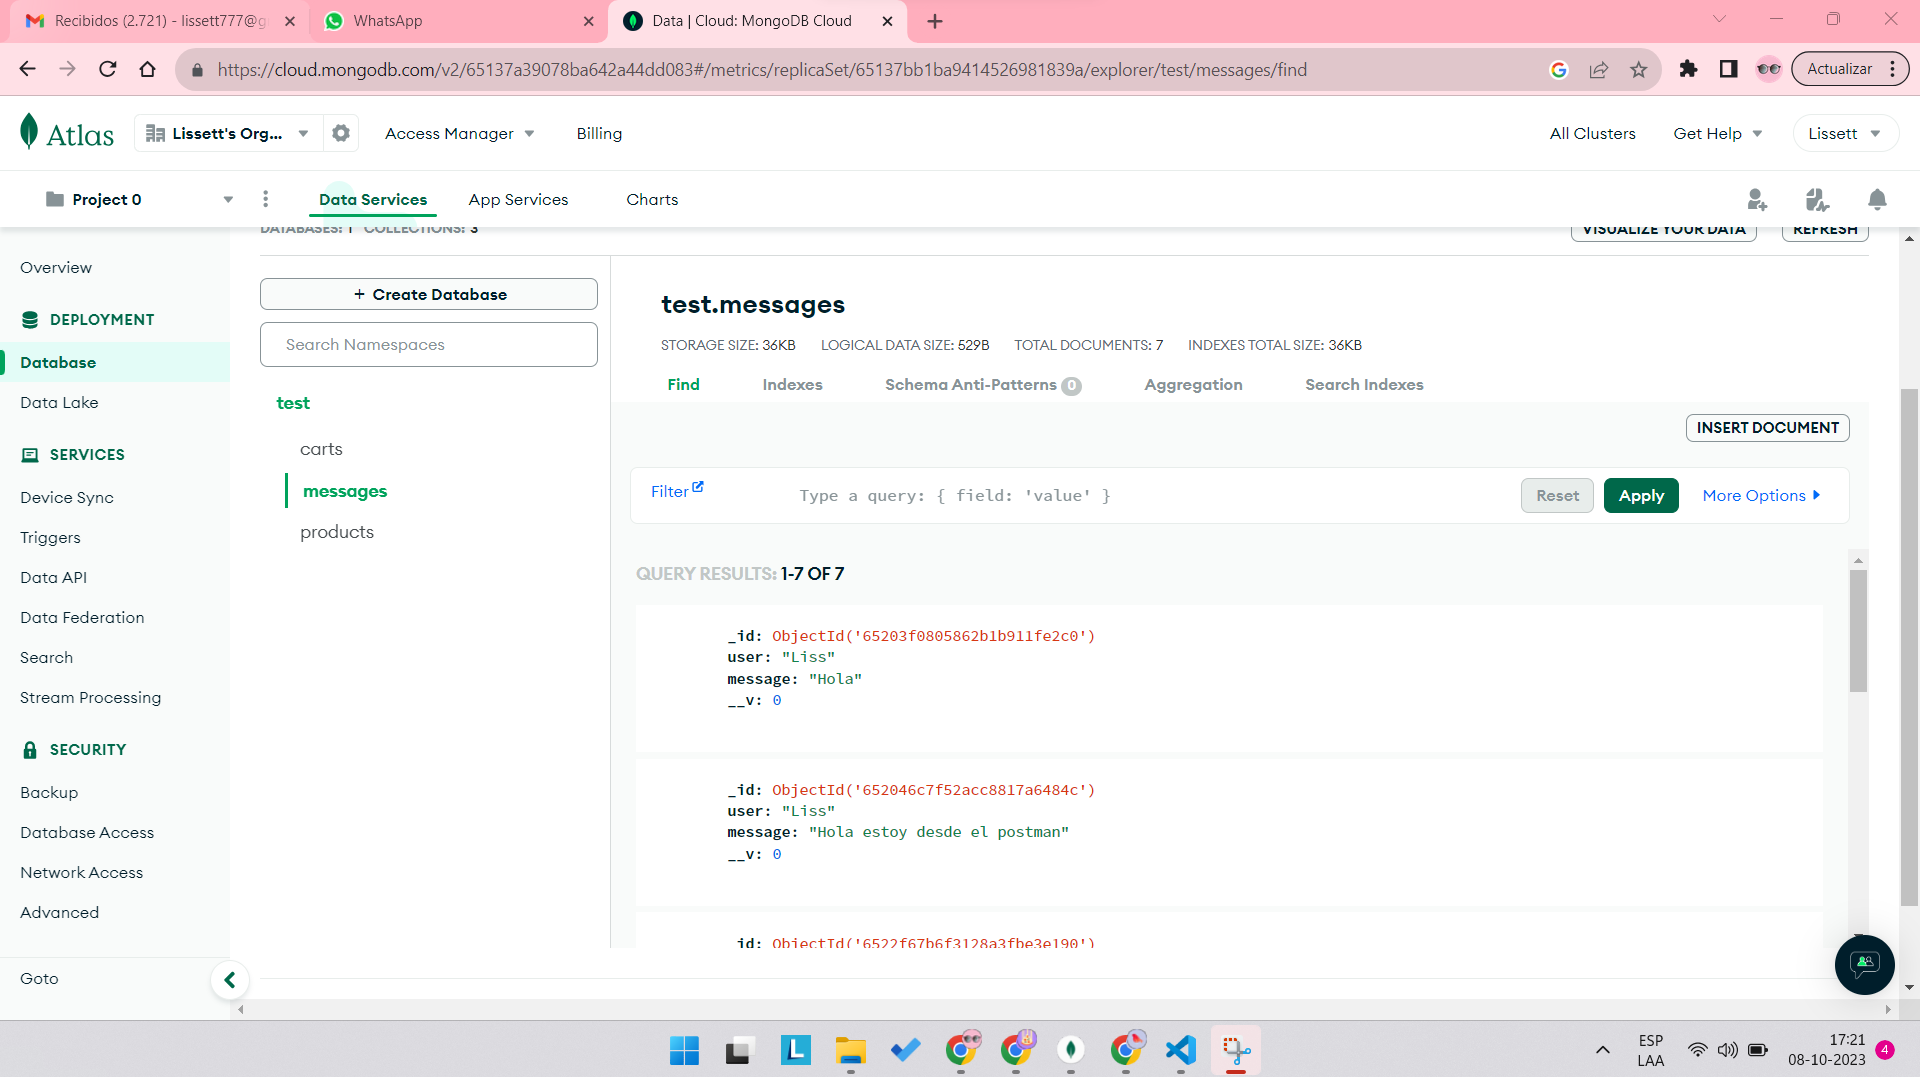 Recibidos (2.721) - lissett777@g
WhatsApp
Data | Cloud: MongoDB Cloud
https://cloud.mongodb.com/v2/65137a39078ba642a44dd083#/metrics/replicaSet/65137bb1ba9414526981839a/explorer/test/messages/find
Actualizar
Atlas
Lissett's Org...
Access Manager
Billing
All Clusters
Get Help
Lissett
Project 0
Data Services
App Services
Charts
DATABASES: 1 COLLECTIONS: 3
VISUALIZE YOUR DATA
REFRESH
Overview
DEPLOYMENT
Database
Data Lake
SERVICES
Device Sync
Triggers
Data API
Data Federation
Search
Stream Processing
SECURITY
Backup
Database Access
Network Access
Advanced
Goto
+ Create Database
Search Namespaces
test
carts
messages
products
test.messages
STORAGE SIZE: 36KB LOGICAL DATA SIZE: 529B TOTAL DOCUMENTS: 7 INDEXES TOTAL SIZE: 36KB
Find
Indexes
Schema Anti-Patterns 0
Aggregation
Search Indexes
INSERT DOCUMENT
Filter
Type a query: { field: 'value' }
Reset
Apply
More Options
QUERY RESULTS: 1-7 OF 7
_id: ObjectId('65203f0805862b1b911fe2c0')
user: "Liss"
message: "Hola"
__v: 0
_id: ObjectId('652046c7f52acc8817a6484c')
user: "Liss"
message: "Hola estoy desde el postman"
__v: 0
_id: ObjectId('6522f67b6f3128a3fbe3e190')
L
ESP
LAA
17:21
08-10-2023
4